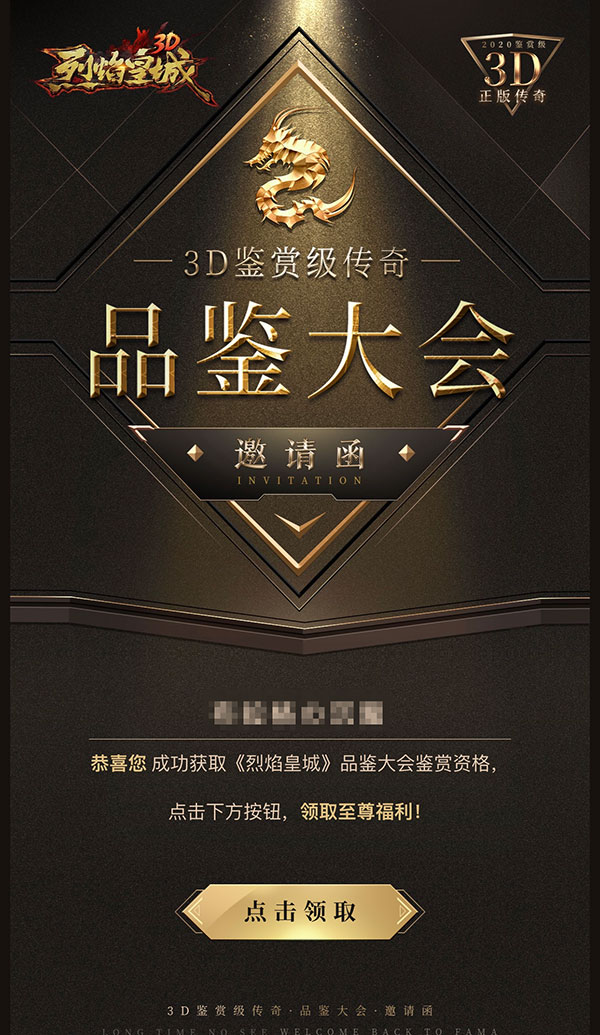 烈焰皇城
3D
2020鉴赏级
3D
正版传奇
3D鉴赏级传奇
品鉴大会
邀请函
INVITATION
恭喜您 成功获取《烈焰皇城》品鉴大会鉴赏资格，
点击下方按钮，领取至尊福利！
点击领取
3D鉴赏级传奇·品鉴大会·邀请函
LONG TIME NO SEE WELCOME BACK TO FAMA